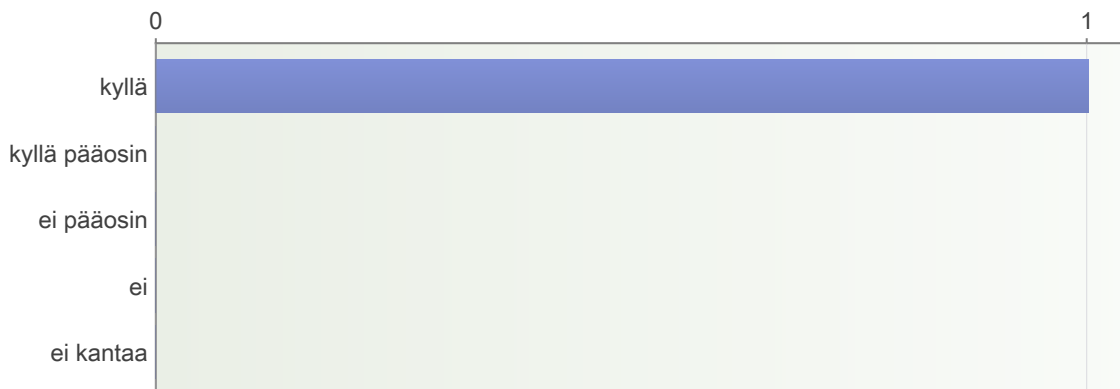 0 1
kyllä
kyllä pääosin
ei pääosin
ei
ei kantaa